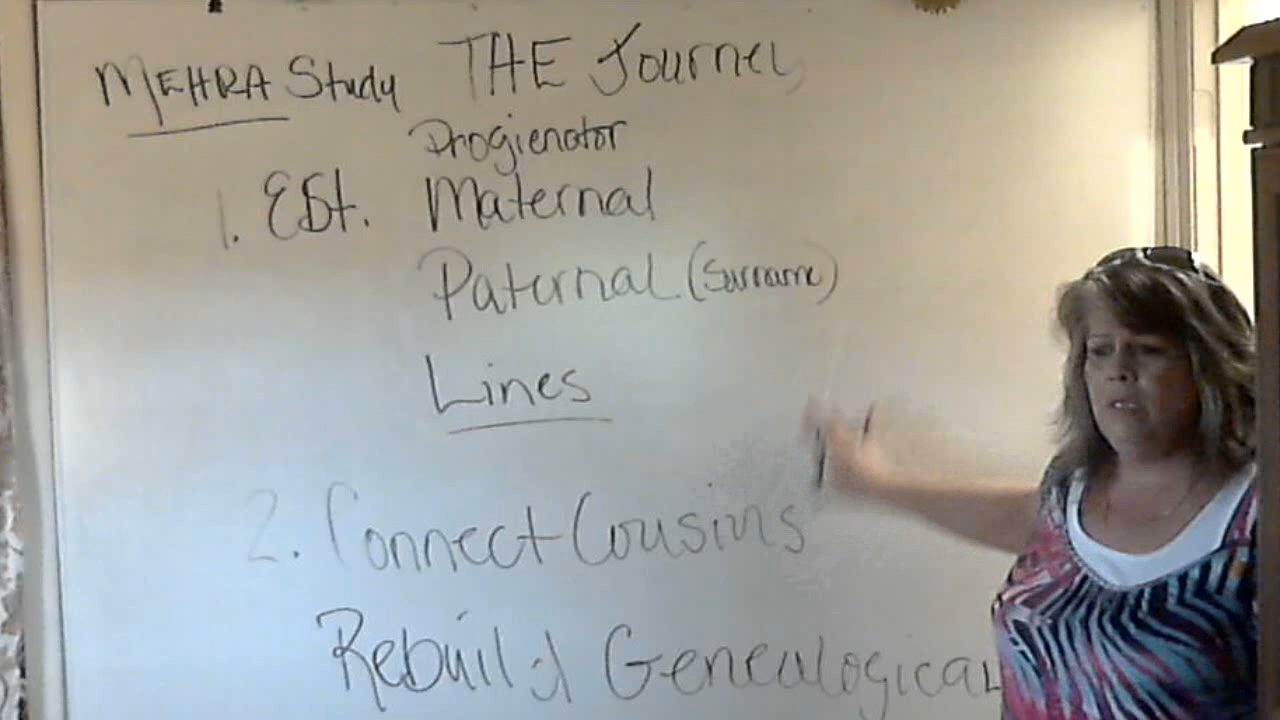 MEHRA Study THE Journey
Progienator
1. Est. Maternal
Paternal (Surname)
Lines
2. Connect Cousins
Rebuild Genealogical